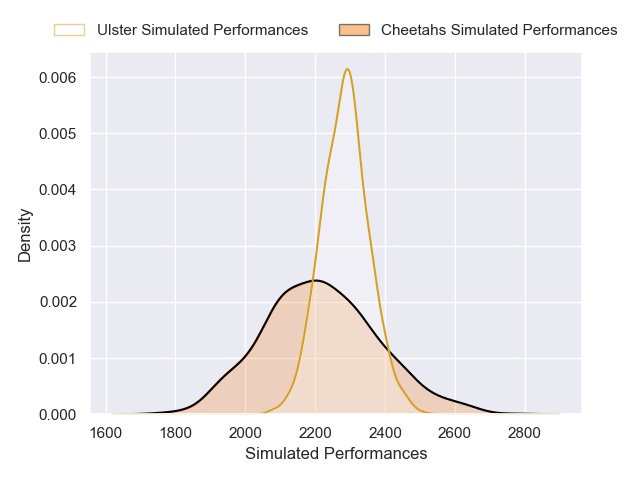 Ulster Simulated Performances Cheetahs Simulated Performances
0.006
0.005
0.004
0.003
0.002
0.001
0.000
Density
1600 1800 2000 2200 2400 2600 2800
Simulated Performances